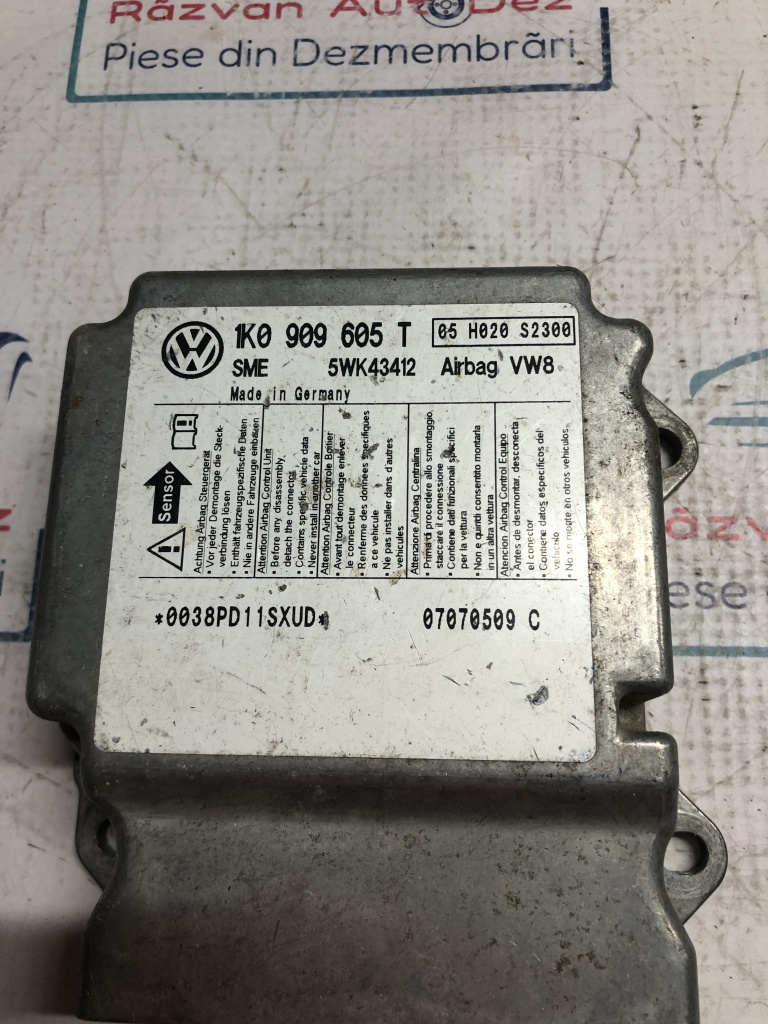 Răzvan AutoDez
Piese din Dezmembrări
1K0 909 605 T
05 H020 S2300
SME 5WK43412 Airbag VW8
Made in Germany
Sensor
Achtung Airbag Steuergerät
• Vor jeder Demontage die Steck-
verbindung lösen
• Enthält fahrzeugspezifische Daten
• Nie in andere Fahrzeuge einbauen
Attention Airbag Control Unit
• Before any disassembly,
detach the connector
• Contains specific vehicle data
• Never install in another car
Attention Airbag Controle Boitier
• Avant tout démontage enlever
le connecteur
• Renferme des données spécifiques
a ce vehicule
• Ne pas installer dans d'autres
vehicules
Attenzione Airbag Centralina
• Prima di procedere allo smontaggio,
staccare il connessione
• Contiene dati funzionali specifici
per la vettura
• Non e quindi consentito montarla
in un altra vettura
Atencion Airbag Control Equipo
• Antes de desmontar, desconecta
el conector
• Contiene datos especificos del
vehiculo
• No se monte en otros vehiculos
*0038PD11SXUD*
07070509 C
Răzvan
ese